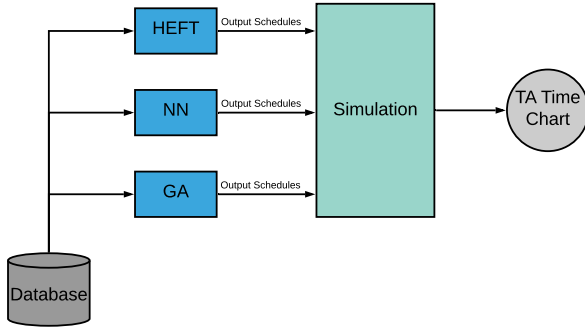 HEFT
Output Schedules
NN
Output Schedules
GA
Output Schedules
Simulation
TA Time
Chart
Database